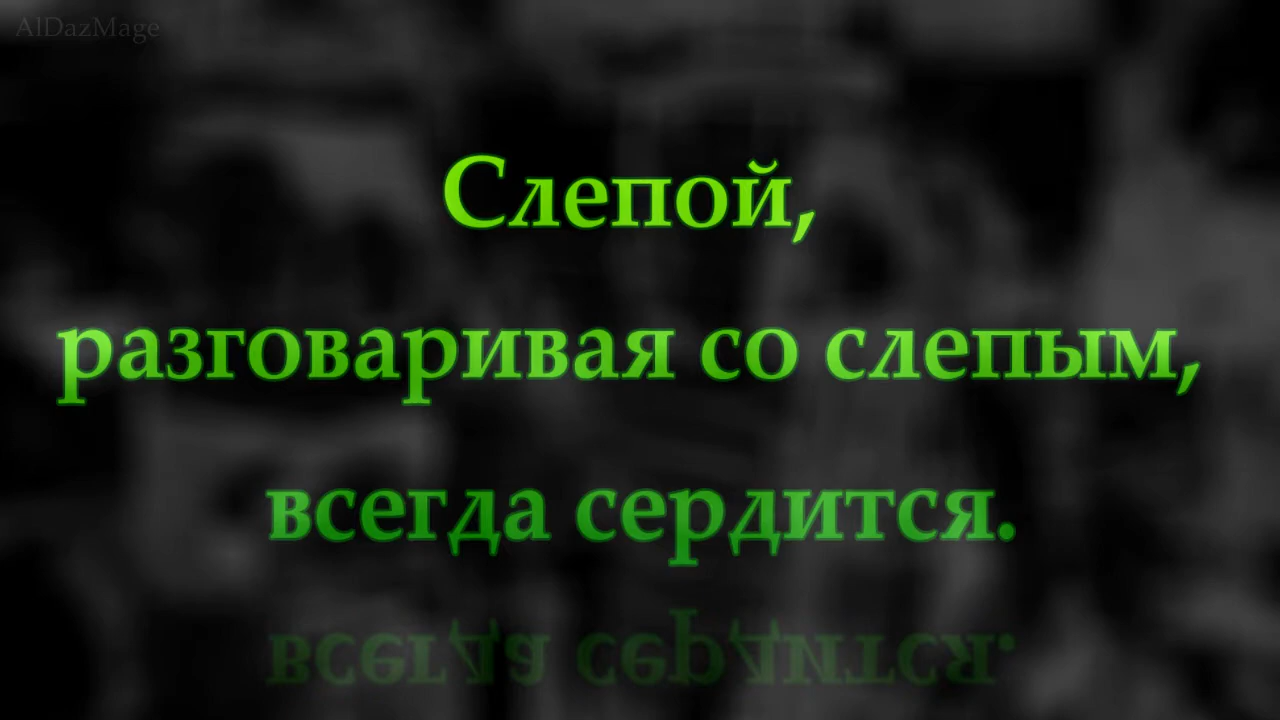 AlDazMage
Слепой,
разговаривая со слепым,
всегда сердится.